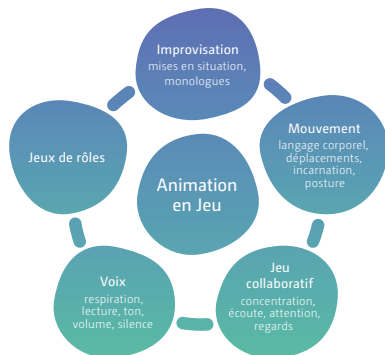 Improvisation
mises en situation,
monologues
Mouvement
langage corporel,
déplacements,
incarnation,
posture
Jeux de rôles
Animation
en Jeu
Jeu
collaboratif
concentration,
écoute, attention,
regards
Voix
respiration,
lecture, ton,
volume, silence